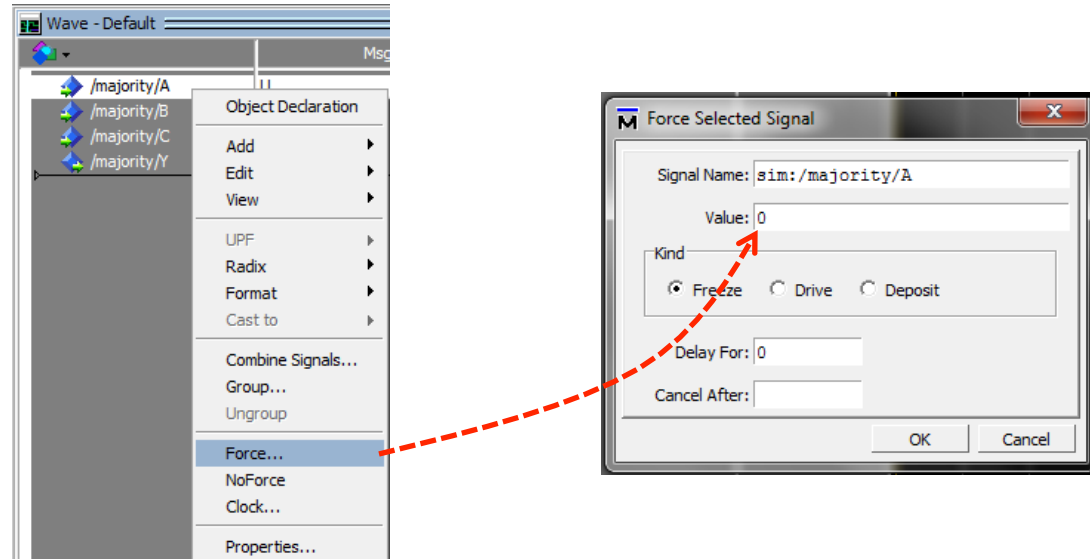 Wave - Default
Msg
/majority/A
/majority/B
/majority/C
/majority/Y
Object Declaration
Add
Edit
View
UPF
Radix
Format
Cast to
Combine Signals...
Group...
Ungroup
Force...
NoForce
Clock...
Properties...
Force Selected Signal
Signal Name: sim:/majority/A
Value: 0
Kind
Freeze Drive Deposit
Delay For: 0
Cancel After:
OK Cancel